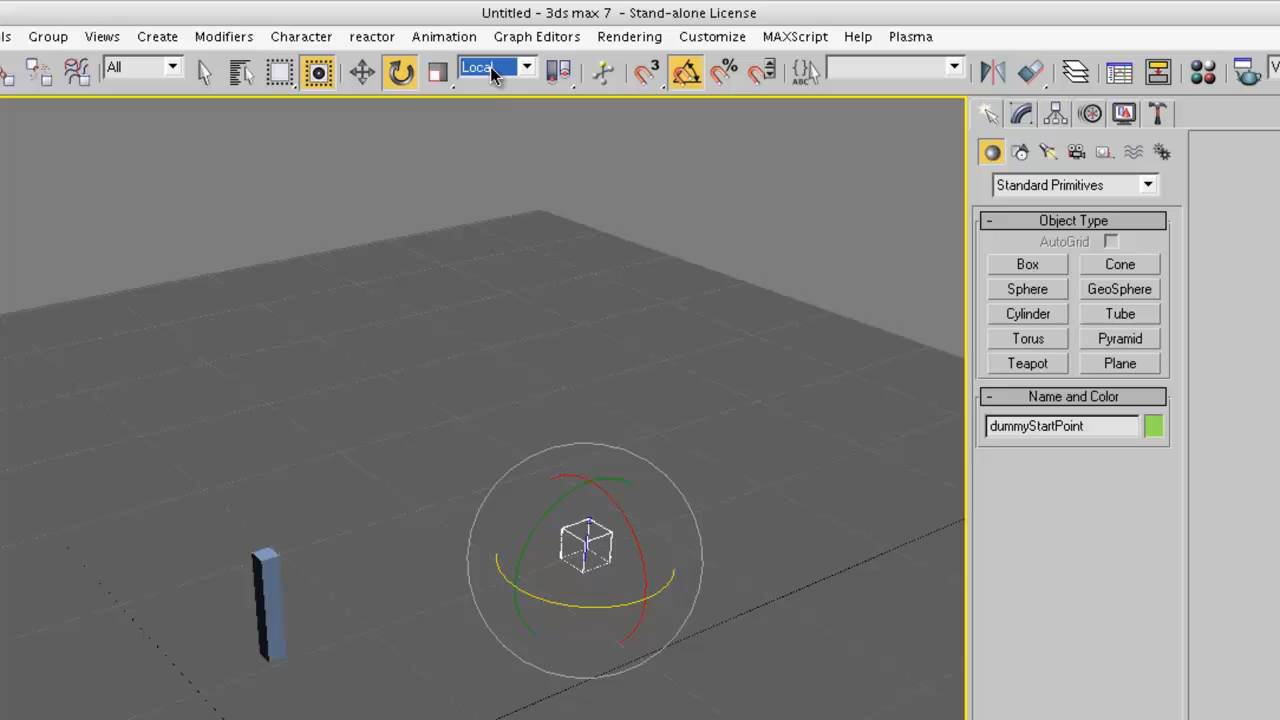 Untitled - 3ds max 7 - Stand-alone License
ls Group Views Create Modifiers Character reactor Animation Graph Editors Rendering Customize MAXScript Help Plasma
All Local 3 % ABC V
Standard Primitives
- Object Type
AutoGrid
Box Cone
Sphere GeoSphere
Cylinder Tube
Torus Pyramid
Teapot Plane
- Name and Color
dummyStartPoint